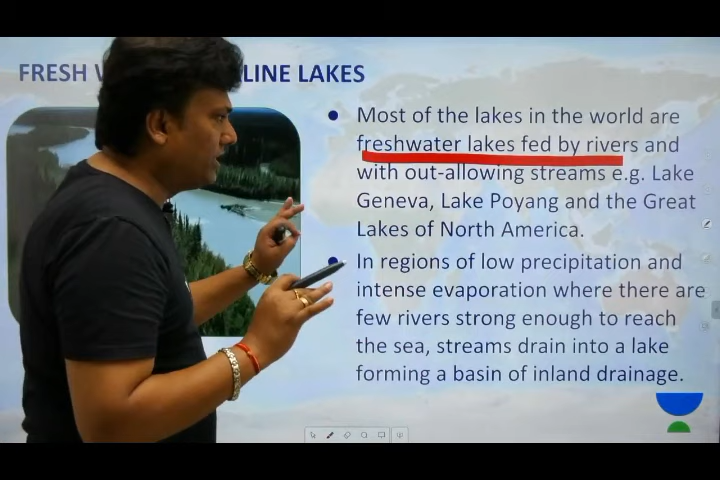 FRESH W LINE LAKES
Most of the lakes in the world are
freshwater lakes fed by rivers and
with out-allowing streams e.g. Lake
Geneva, Lake Poyang and the Great
Lakes of North America.
In regions of low precipitation and
intense evaporation where there are
few rivers strong enough to reach
the sea, streams drain into a lake
forming a basin of inland drainage.